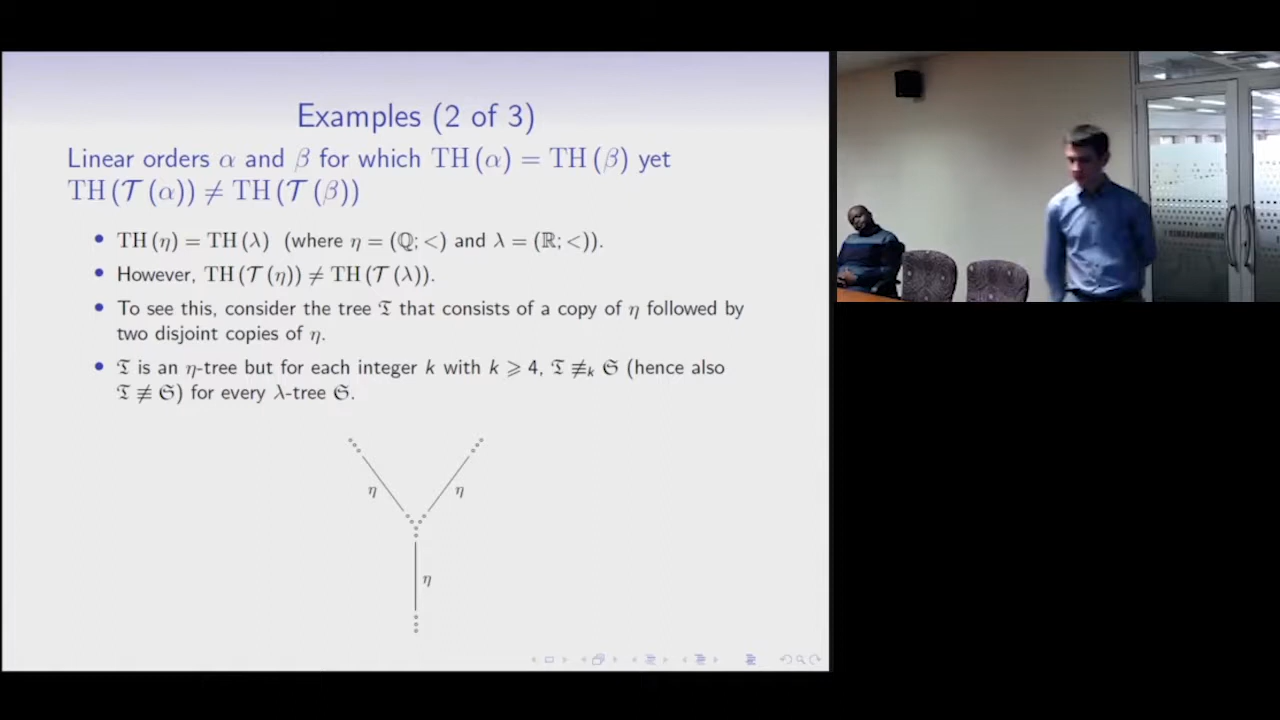 Examples (2 of 3)
Linear orders α and β for which TH(α) = TH(β) yet
TH(𝒯(α)) ≠ TH(𝒯(β))
• TH(η) = TH(λ) (where η = (ℚ; <) and λ = (ℝ; <)).
• However, TH(𝒯(η)) ≠ TH(𝒯(λ)).
• To see this, consider the tree 𝔗 that consists of a copy of η followed by
two disjoint copies of η.
• 𝔗 is an η-tree but for each integer k with k ⩾ 4, 𝔗 ≢ₖ 𝔖 (hence also
𝔗 ≢ 𝔖) for every λ-tree 𝔖.
η η
η